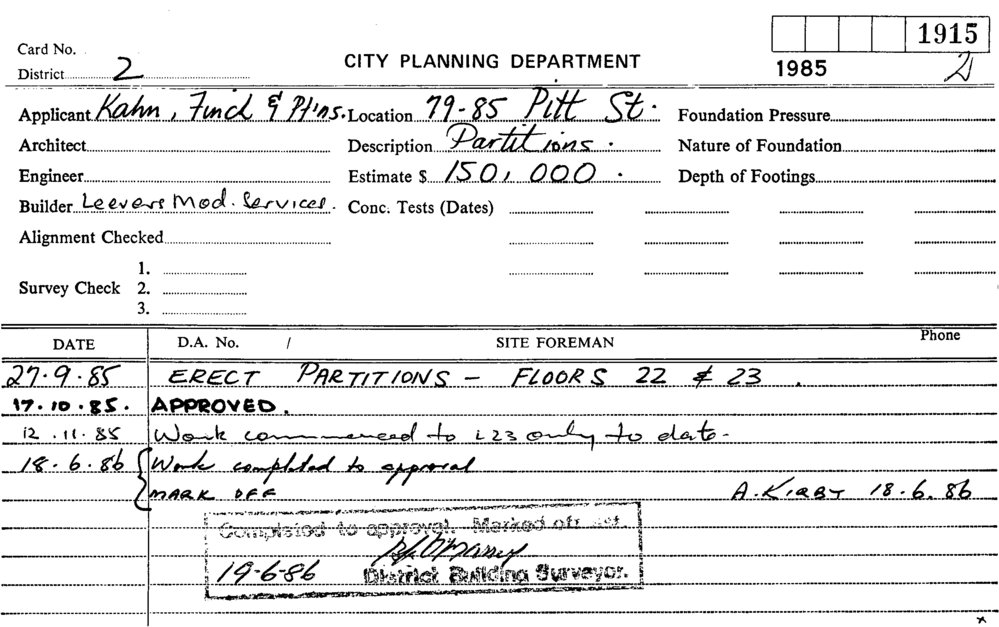 1915
Card No.
CITY PLANNING DEPARTMENT
1985 2
District 2
Applicant Kahn, Finch & Ptns. Location 79-85 Pitt St. Foundation Pressure
Architect Description Partitions. Nature of Foundation
Engineer Estimate $ 150,000. Depth of Footings
Builder Leevers Mod. Services. Conc. Tests (Dates)
Alignment Checked
1.
Survey Check 2.
3.
DATE D.A. No. / SITE FOREMAN Phone
27.9.85 ERECT PARTITIONS - FLOORS 22 & 23.
17.10.85. APPROVED.
12.11.85 Work commenced to L23 only to date-
18.6.86 Work completed to approval
MARK OFF A. KIRBY 18.6.86
Completed to approval. Marked off
19-6-86 District Building Surveyor.
x